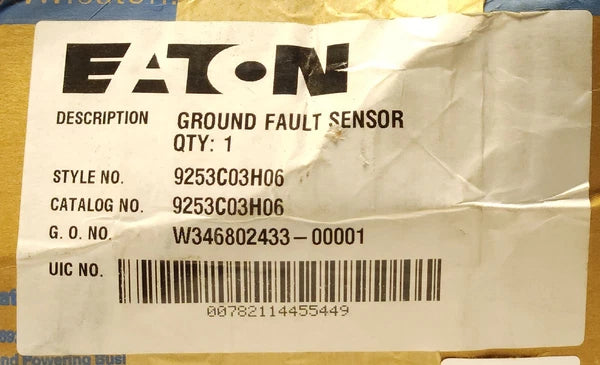 EATON
DESCRIPTION GROUND FAULT SENSOR
QTY: 1
STYLE NO. 9253C03H06
CATALOG NO. 9253C03H06
G. O. NO. W346802433-00001
UIC NO.
00782114455449
nd Powering Busi